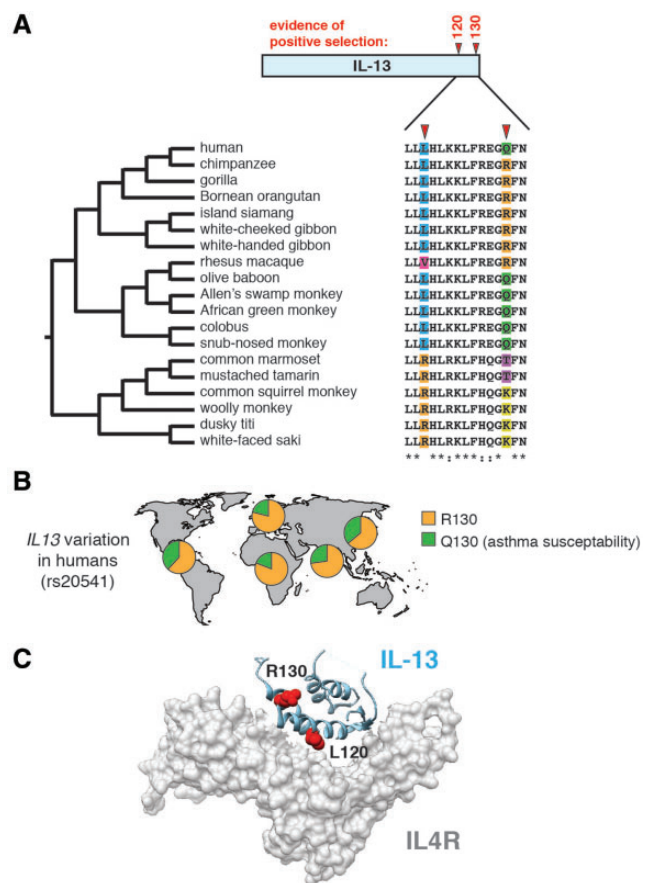 A
evidence of
positive selection:
120
130
IL-13
human LLLHLKKLFREGQFN
chimpanzee LLLHLKKLFREGRFN
gorilla LLLHLKKLFREGRFN
Bornean orangutan LLLHLKKLFREGRFN
island siamang LLLHLKKLFREGRFN
white-cheeked gibbon LLLHLKKLFREGRFN
white-handed gibbon LLLHLKKLFREGRFN
rhesus macaque LLVHLKKLFREGRFN
olive baboon LLLHLKKLFREGQFN
Allen's swamp monkey LLLHLKKLFREGQFN
African green monkey LLLHLKKLFREGQFN
colobus LLLHLKKLFREGQFN
snub-nosed monkey LLLHLKKLFREGQFN
common marmoset LLRHLRKLFHQGTFN
mustached tamarin LLRHLRKLFHQGTFN
common squirrel monkey LLRHLRKLFHQGKFN
woolly monkey LLRHLRKLFHQGKFN
dusky titi LLRHLRKLFHQGKFN
white-faced saki LLRHLRKLFHQGKFN
** **:***::* **
B
IL13 variation
in humans
(rs20541)
R130
Q130 (asthma susceptability)
C
IL-13
R130
L120
IL4R